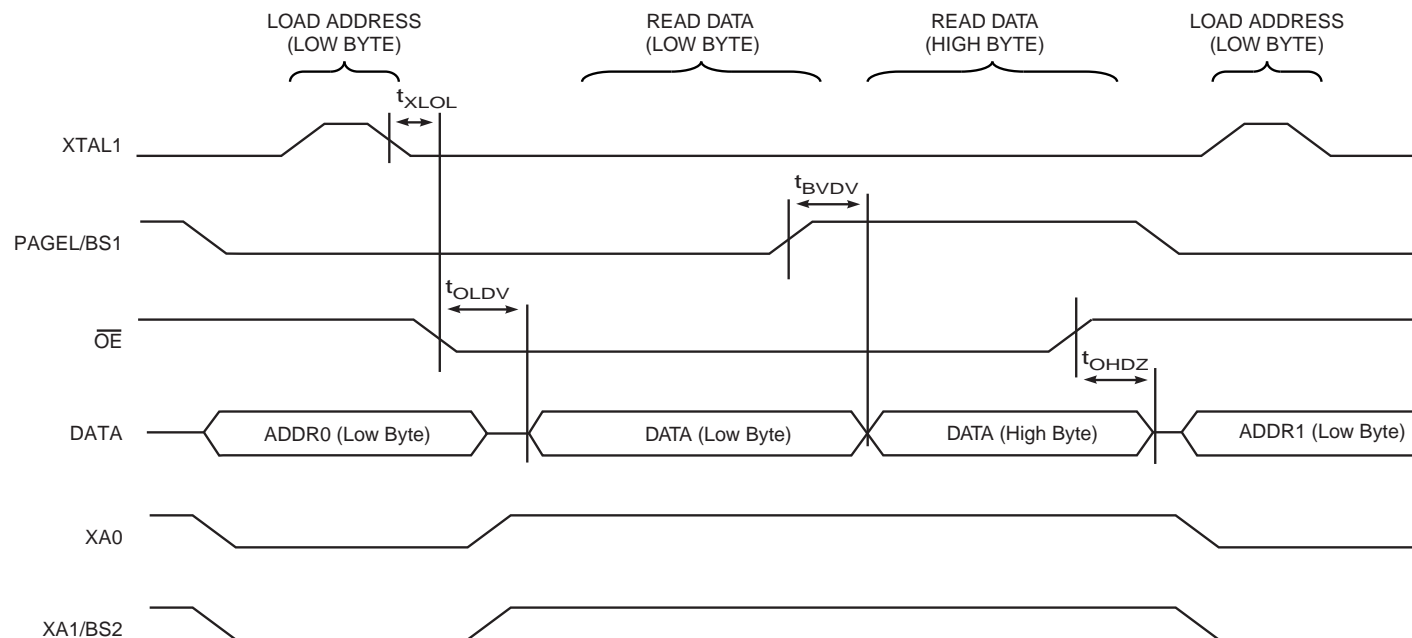 LOAD ADDRESS
(LOW BYTE)
READ DATA
(LOW BYTE)
READ DATA
(HIGH BYTE)
LOAD ADDRESS
(LOW BYTE)
tXLOL
XTAL1
tBVDV
PAGEL/BS1
tOLDV
OE
tOHDZ
DATA
ADDR0 (Low Byte)
DATA (Low Byte)
DATA (High Byte)
ADDR1 (Low Byte)
XA0
XA1/BS2